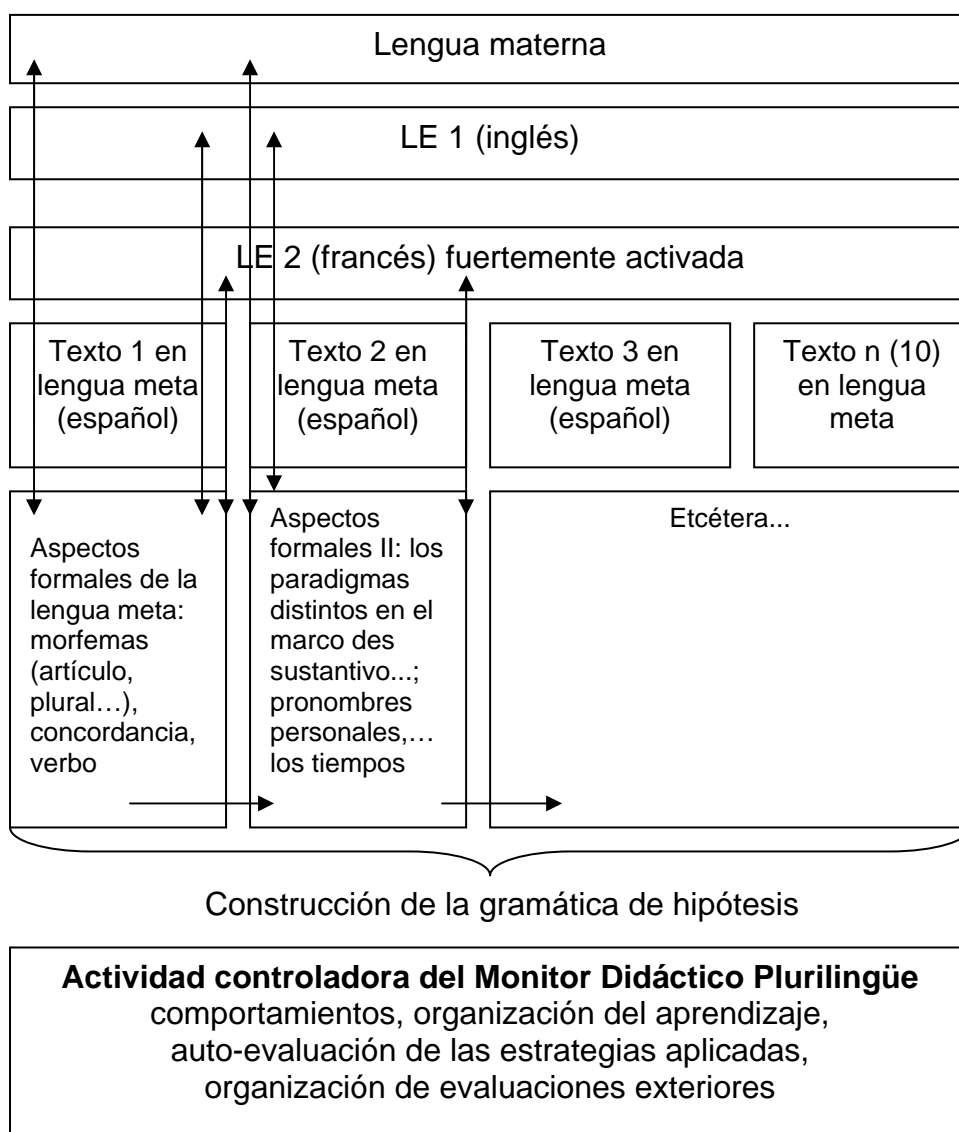 Lengua materna
LE 1 (inglés)
LE 2 (francés) fuertemente activada
Texto 1 en
lengua meta
(español)
Texto 2 en
lengua meta
(español)
Texto 3 en
lengua meta
(español)
Texto n (10)
en lengua
meta
Aspectos
formales de la
lengua meta:
morfemas
(artículo,
plural…),
concordancia,
verbo
Aspectos
formales II: los
paradigmas
distintos en el
marco des
sustantivo...;
pronombres
personales,…
los tiempos
Etcétera...
Construcción de la gramática de hipótesis
Actividad controladora del Monitor Didáctico Plurilingüe
comportamientos, organización del aprendizaje,
auto-evaluación de las estrategias aplicadas,
organización de evaluaciones exteriores